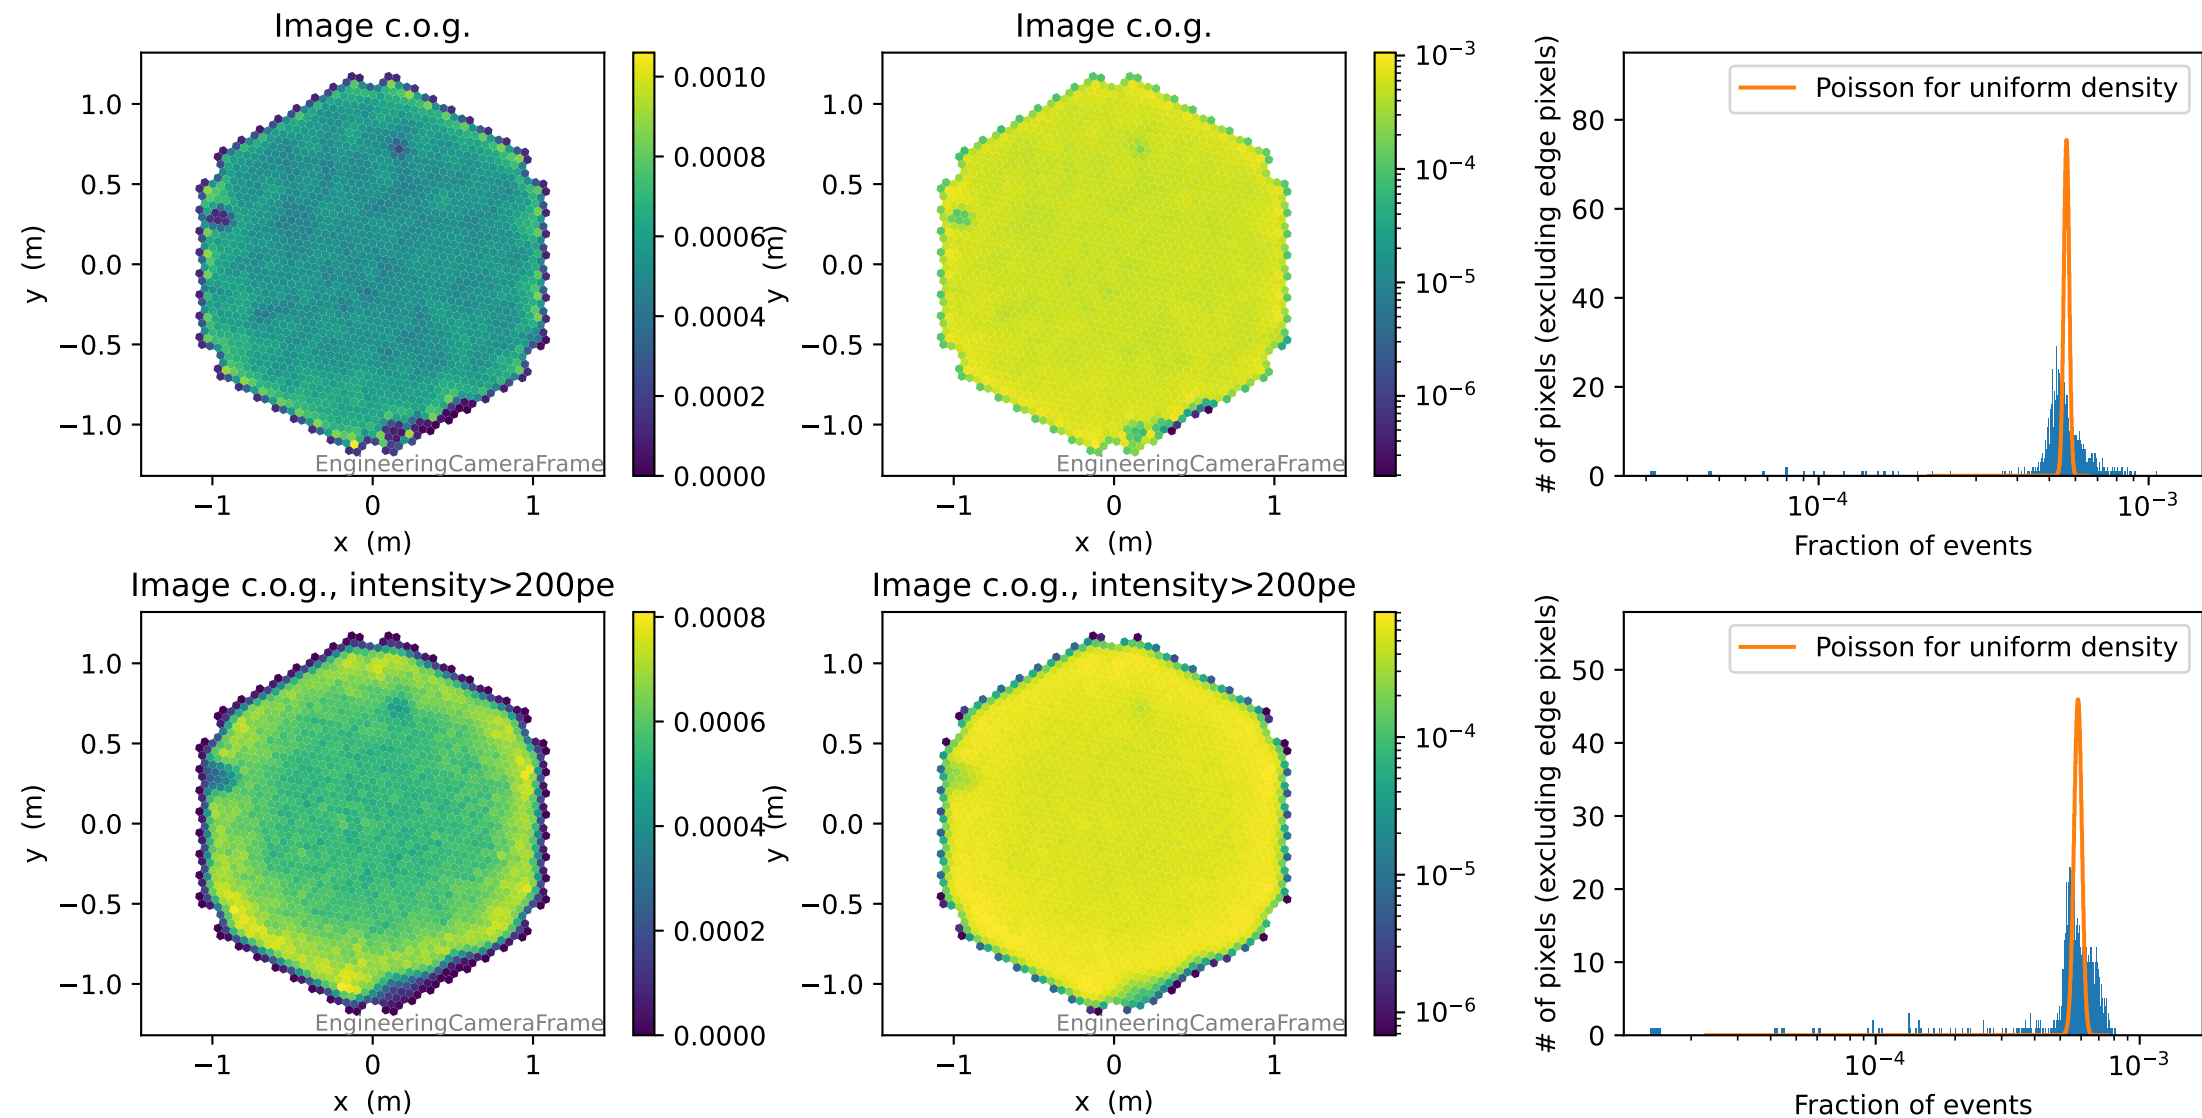 Image c.o.g.
1.0
0.5
0.0
−0.5
−1.0
y (m)
−1
0
1
x (m)
EngineeringCameraFrame
0.0010
0.0008
0.0006
0.0004
0.0002
0.0000
Image c.o.g.
1.0
0.5
0.0
−0.5
−1.0
y (m)
−1
0
1
x (m)
EngineeringCameraFrame
10⁻³
10⁻⁴
10⁻⁵
10⁻⁶
Poisson for uniform density
80
60
40
20
0
# of pixels (excluding edge pixels)
10⁻⁴
10⁻³
Fraction of events
Image c.o.g., intensity>200pe
1.0
0.5
0.0
−0.5
−1.0
y (m)
−1
0
1
x (m)
EngineeringCameraFrame
0.0008
0.0006
0.0004
0.0002
0.0000
Image c.o.g., intensity>200pe
1.0
0.5
0.0
−0.5
−1.0
y (m)
−1
0
1
x (m)
EngineeringCameraFrame
10⁻⁴
10⁻⁵
10⁻⁶
Poisson for uniform density
50
40
30
20
10
0
# of pixels (excluding edge pixels)
10⁻⁴
10⁻³
Fraction of events